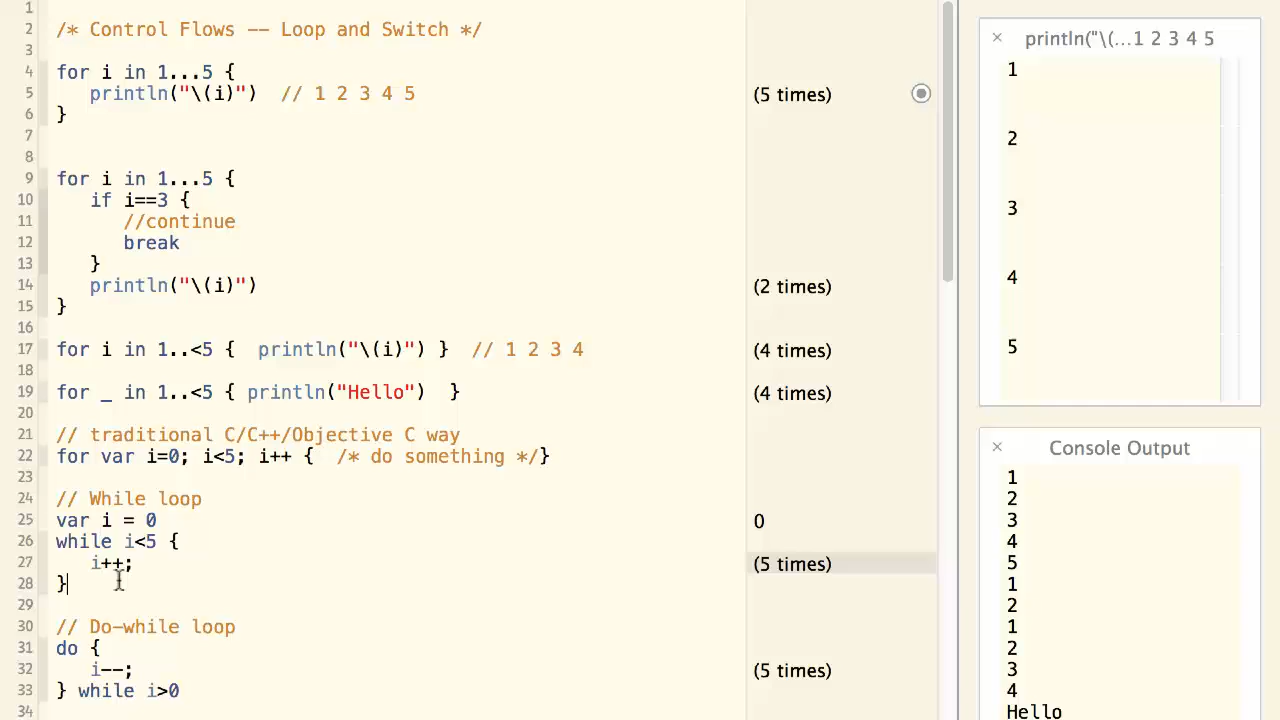 1
2 /* Control Flows -- Loop and Switch */
3
4 for i in 1...5 {
5 println("\(i)") // 1 2 3 4 5 (5 times)
6 }
7
8
9 for i in 1...5 {
10 if i==3 {
11 //continue
12 break
13 }
14 println("\(i)") (2 times)
15 }
16
17 for i in 1..<5 { println("\(i)") } // 1 2 3 4 (4 times)
18
19 for _ in 1..<5 { println("Hello") } (4 times)
20
21 // traditional C/C++/Objective C way
22 for var i=0; i<5; i++ { /* do something */}
23
24 // While loop
25 var i = 0 0
26 while i<5 {
27 i++; (5 times)
28 }
29
30 // Do-while loop
31 do {
32 i--; (5 times)
33 } while i>0
34
× println("\(...1 2 3 4 5
1
2
3
4
5
× Console Output
1
2
3
4
5
1
2
1
2
3
4
Hello